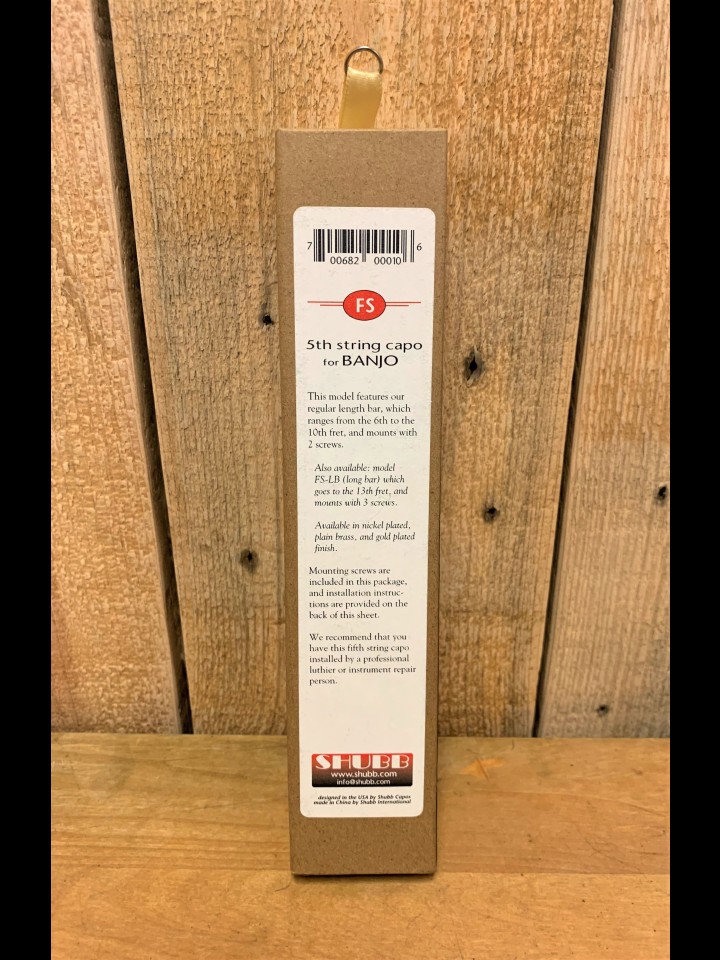 7 00682 00010 6
FS
5th string capo
for BANJO
This model features our
regular length bar, which
ranges from the 6th to the
10th fret, and mounts with
2 screws.
Also available: model
FS-LB (long bar) which
goes to the 13th fret, and
mounts with 3 screws.
Available in nickel plated,
plain brass, and gold plated
finish.
Mounting screws are
included in this package,
and installation instruc-
tions are provided on the
back of this sheet.
We recommend that you
have this fifth string capo
installed by a professional
luthier or instrument repair
person.
SHUBB
www.shubb.com
info@shubb.com
designed in the USA by Shubb Capos
made in China by Shubb International